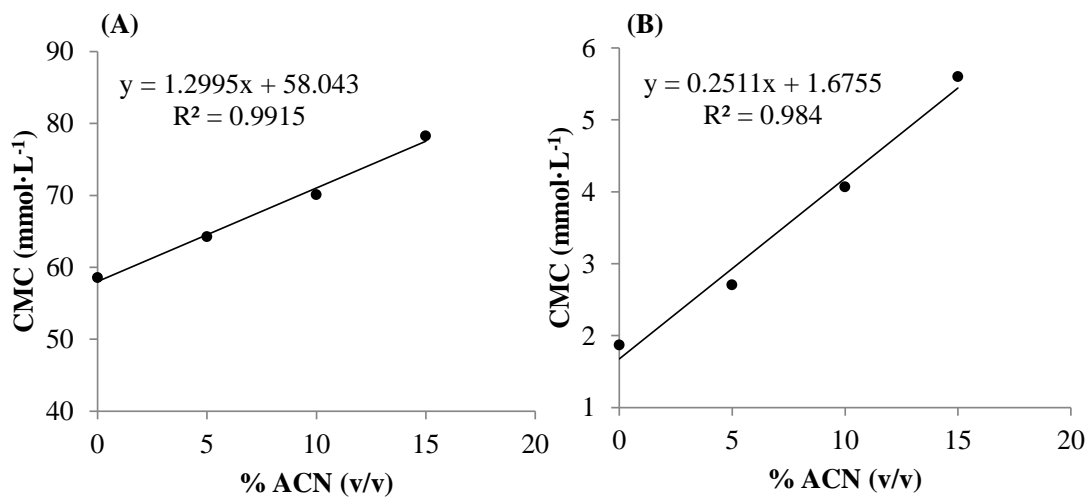 (A)
y = 1.2995x + 58.043
R² = 0.9915
CMC (mmol·L⁻¹)
90
80
70
60
50
40
0 5 10 15 20
% ACN (v/v)
(B)
y = 0.2511x + 1.6755
R² = 0.984
CMC (mmol·L⁻¹)
6
5
4
3
2
1
0 5 10 15 20
% ACN (v/v)